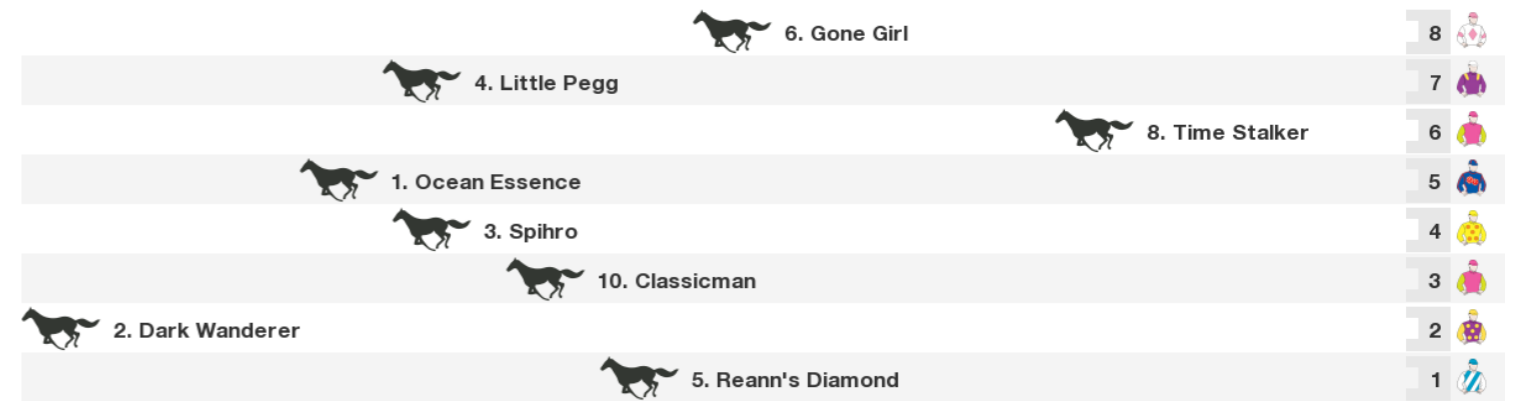 6. Gone Girl 8
4. Little Pegg 7
8. Time Stalker 6
1. Ocean Essence 5
3. Spihro 4
10. Classicman 3
2. Dark Wanderer 2
5. Reann's Diamond 1